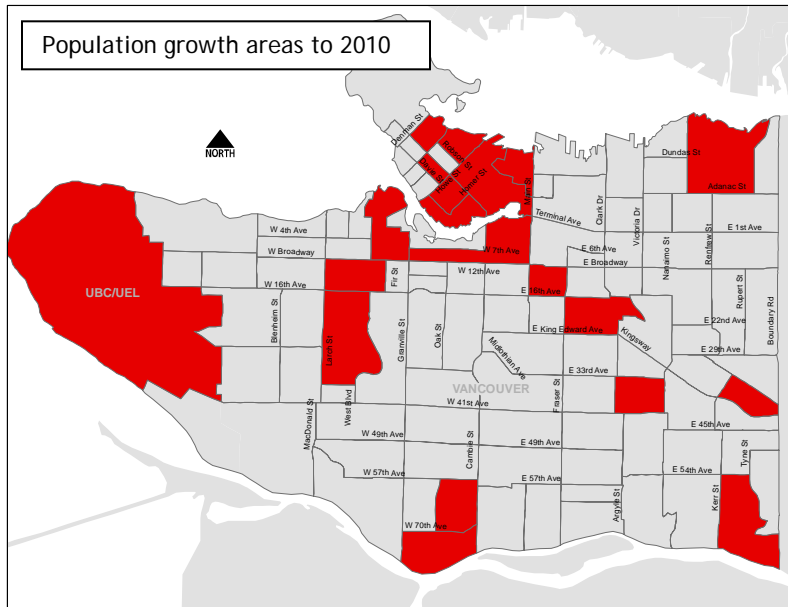 Population growth areas to 2010
NORTH
Denman St
Robson St
Davie St
Howe St
Homer St
Main St
Terminal Ave
Clark Dr
Victoria Dr
Dundas St
Adanac St
Nanaimo St
Renfrew St
E 1st Ave
W 4th Ave
W Broadway
W 7th Ave
E 6th Ave
E Broadway
W 12th Ave
Fir St
W 16th Ave
E 16th Ave
UBC/UEL
Rupert St
Boundary Rd
Blenheim St
Larch St
Granville St
Oak St
E King Edward Ave
Kingsway
E 22nd Ave
E 29th Ave
Midlothian Ave
E 33rd Ave
VANCOUVER
Fraser St
MacDonald St
West Blvd
W 41st Ave
E 45th Ave
W 49th Ave
Cambie St
E 49th Ave
Tyne St
W 57th Ave
E 57th Ave
E 54th Ave
Argyle St
Kerr St
W 70th Ave